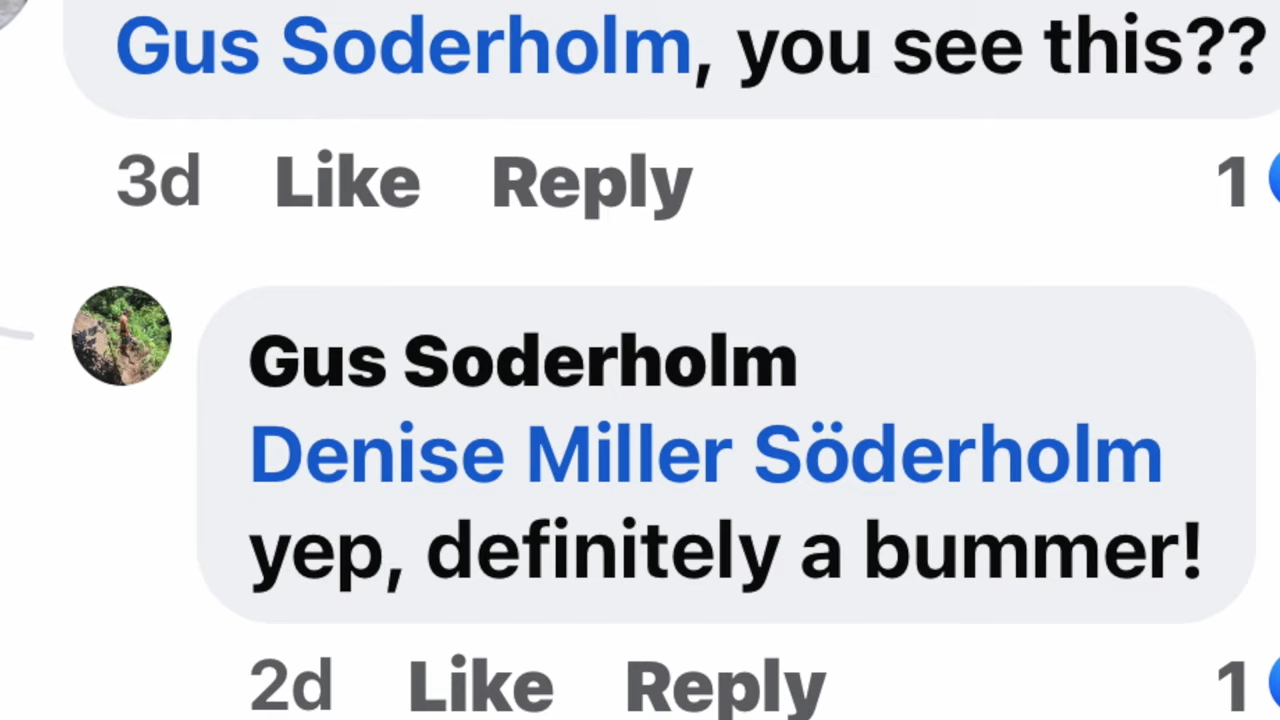 Gus Soderholm, you see this??
3d Like Reply 1
Gus Soderholm
Denise Miller Söderholm
yep, definitely a bummer!
2d Like Reply 1